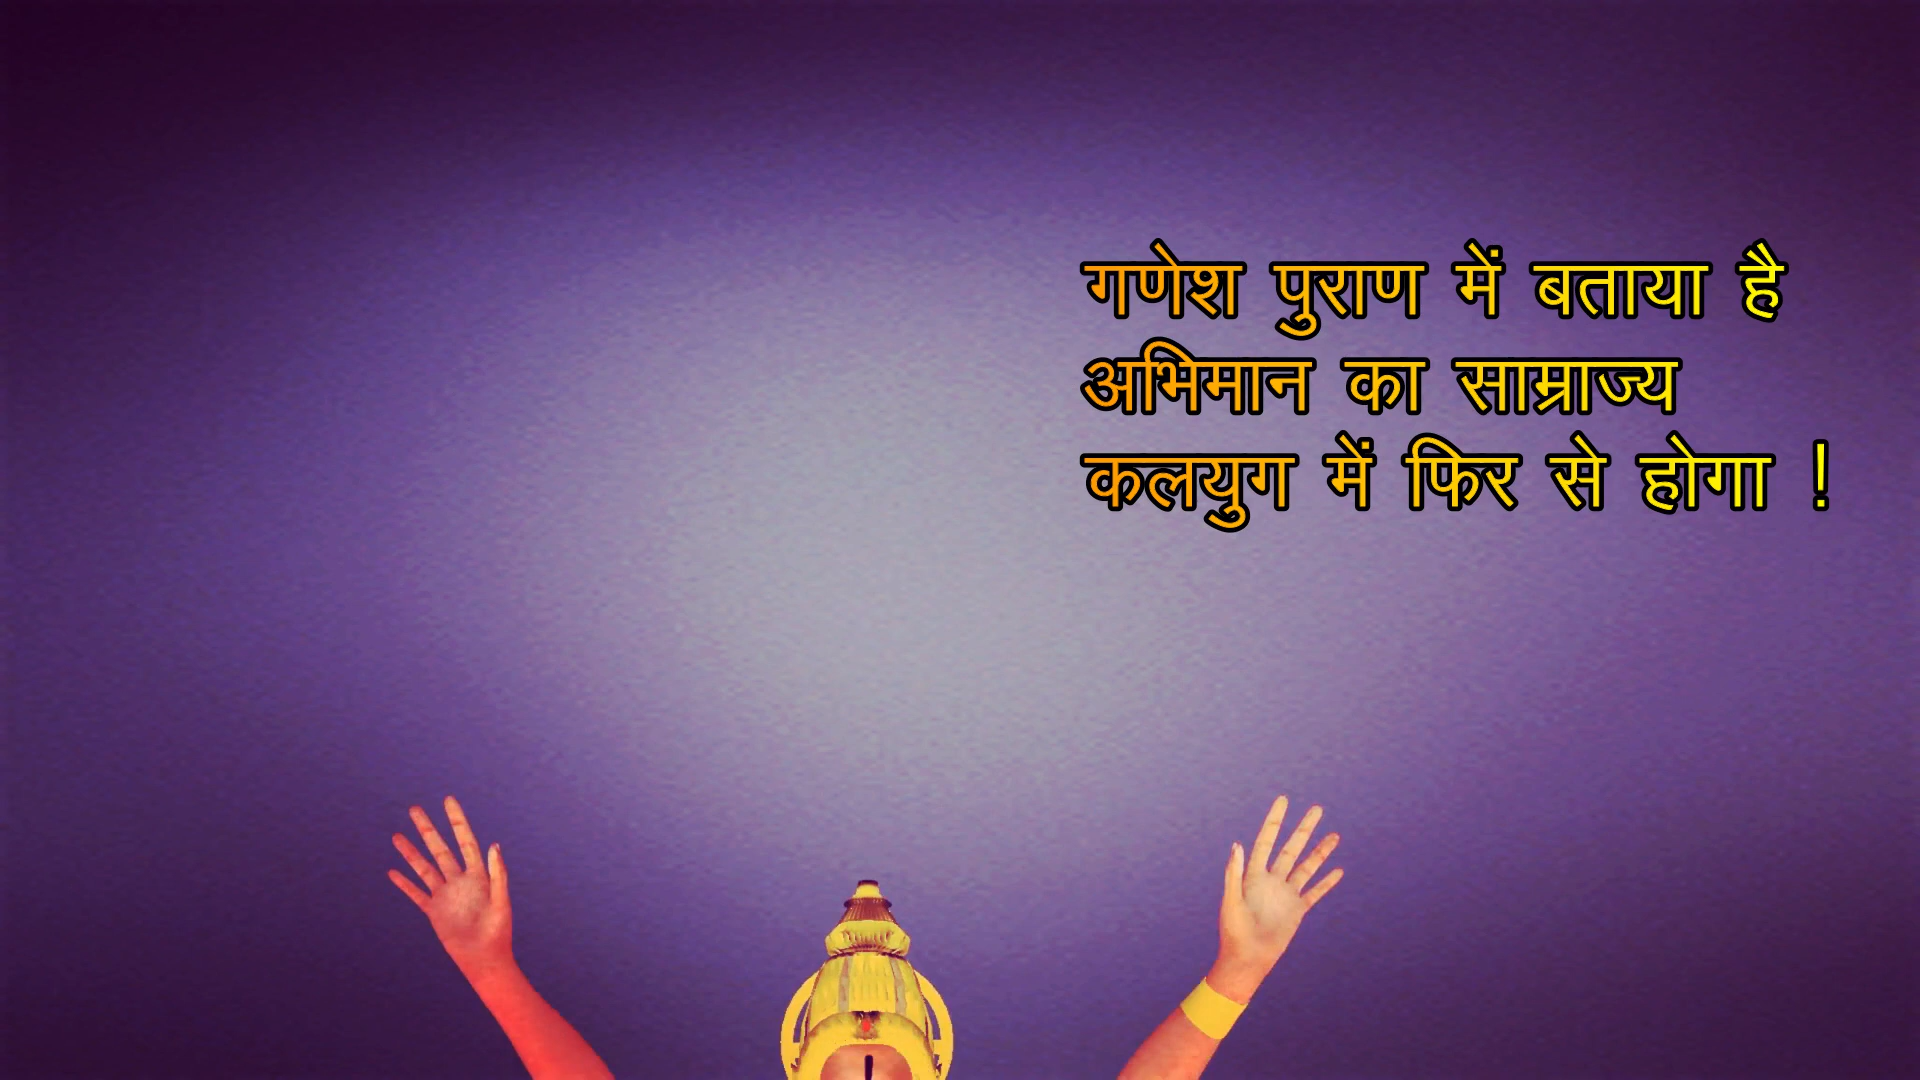 गणेश पुराण में बताया है
अभिमान का साम्राज्य
कलयुग में फिर से होगा !